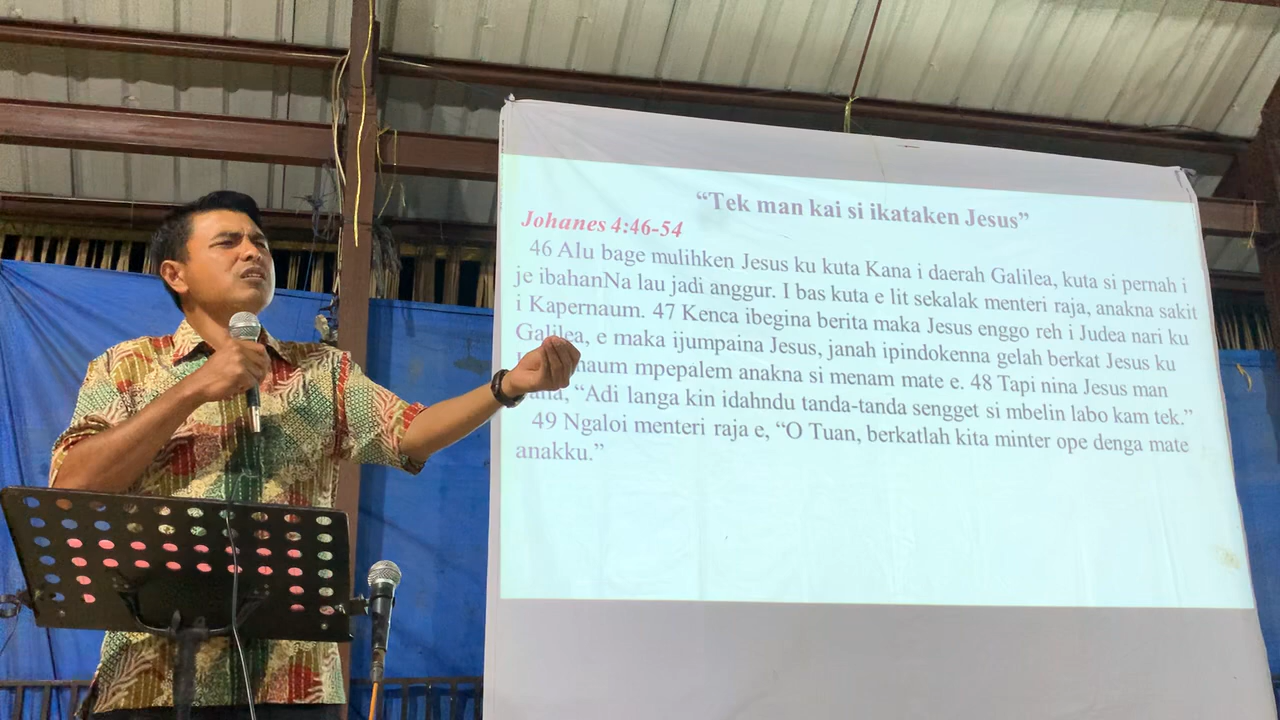 “Tek man kai si ikataken Jesus”
Johanes 4:46-54
46 Alu bage mulihken Jesus ku kuta Kana i daerah Galilea, kuta si pernah i
je ibahanNa lau jadi anggur. I bas kuta e lit sekalak menteri raja, anakna sakit
i Kapernaum. 47 Kenca ibegina berita maka Jesus enggo reh i Judea nari ku
Galilea, e maka ijumpaina Jesus, janah ipindokenna gelah berkat Jesus ku
mpepalem anakna si menam mate e. 48 Tapi nina Jesus man
“Adi langa kin idahndu tanda-tanda sengget si mbelin labo kam tek.”
49 Ngaloi menteri raja e, “O Tuan, berkatlah kita minter ope denga mate
anakku.”